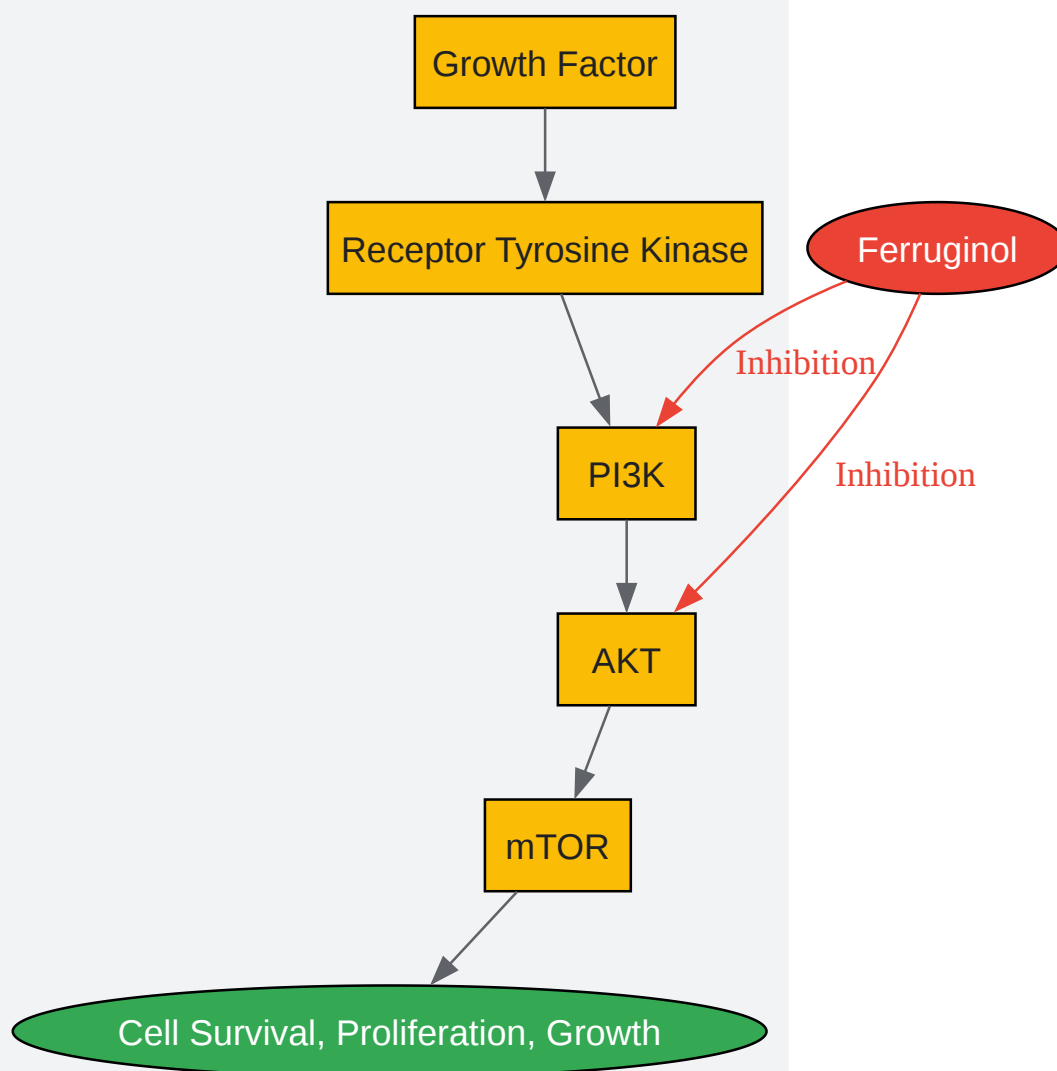 Growth Factor
Receptor Tyrosine Kinase
Ferruginol
Inhibition
PI3K
Inhibition
AKT
mTOR
Cell Survival, Proliferation, Growth